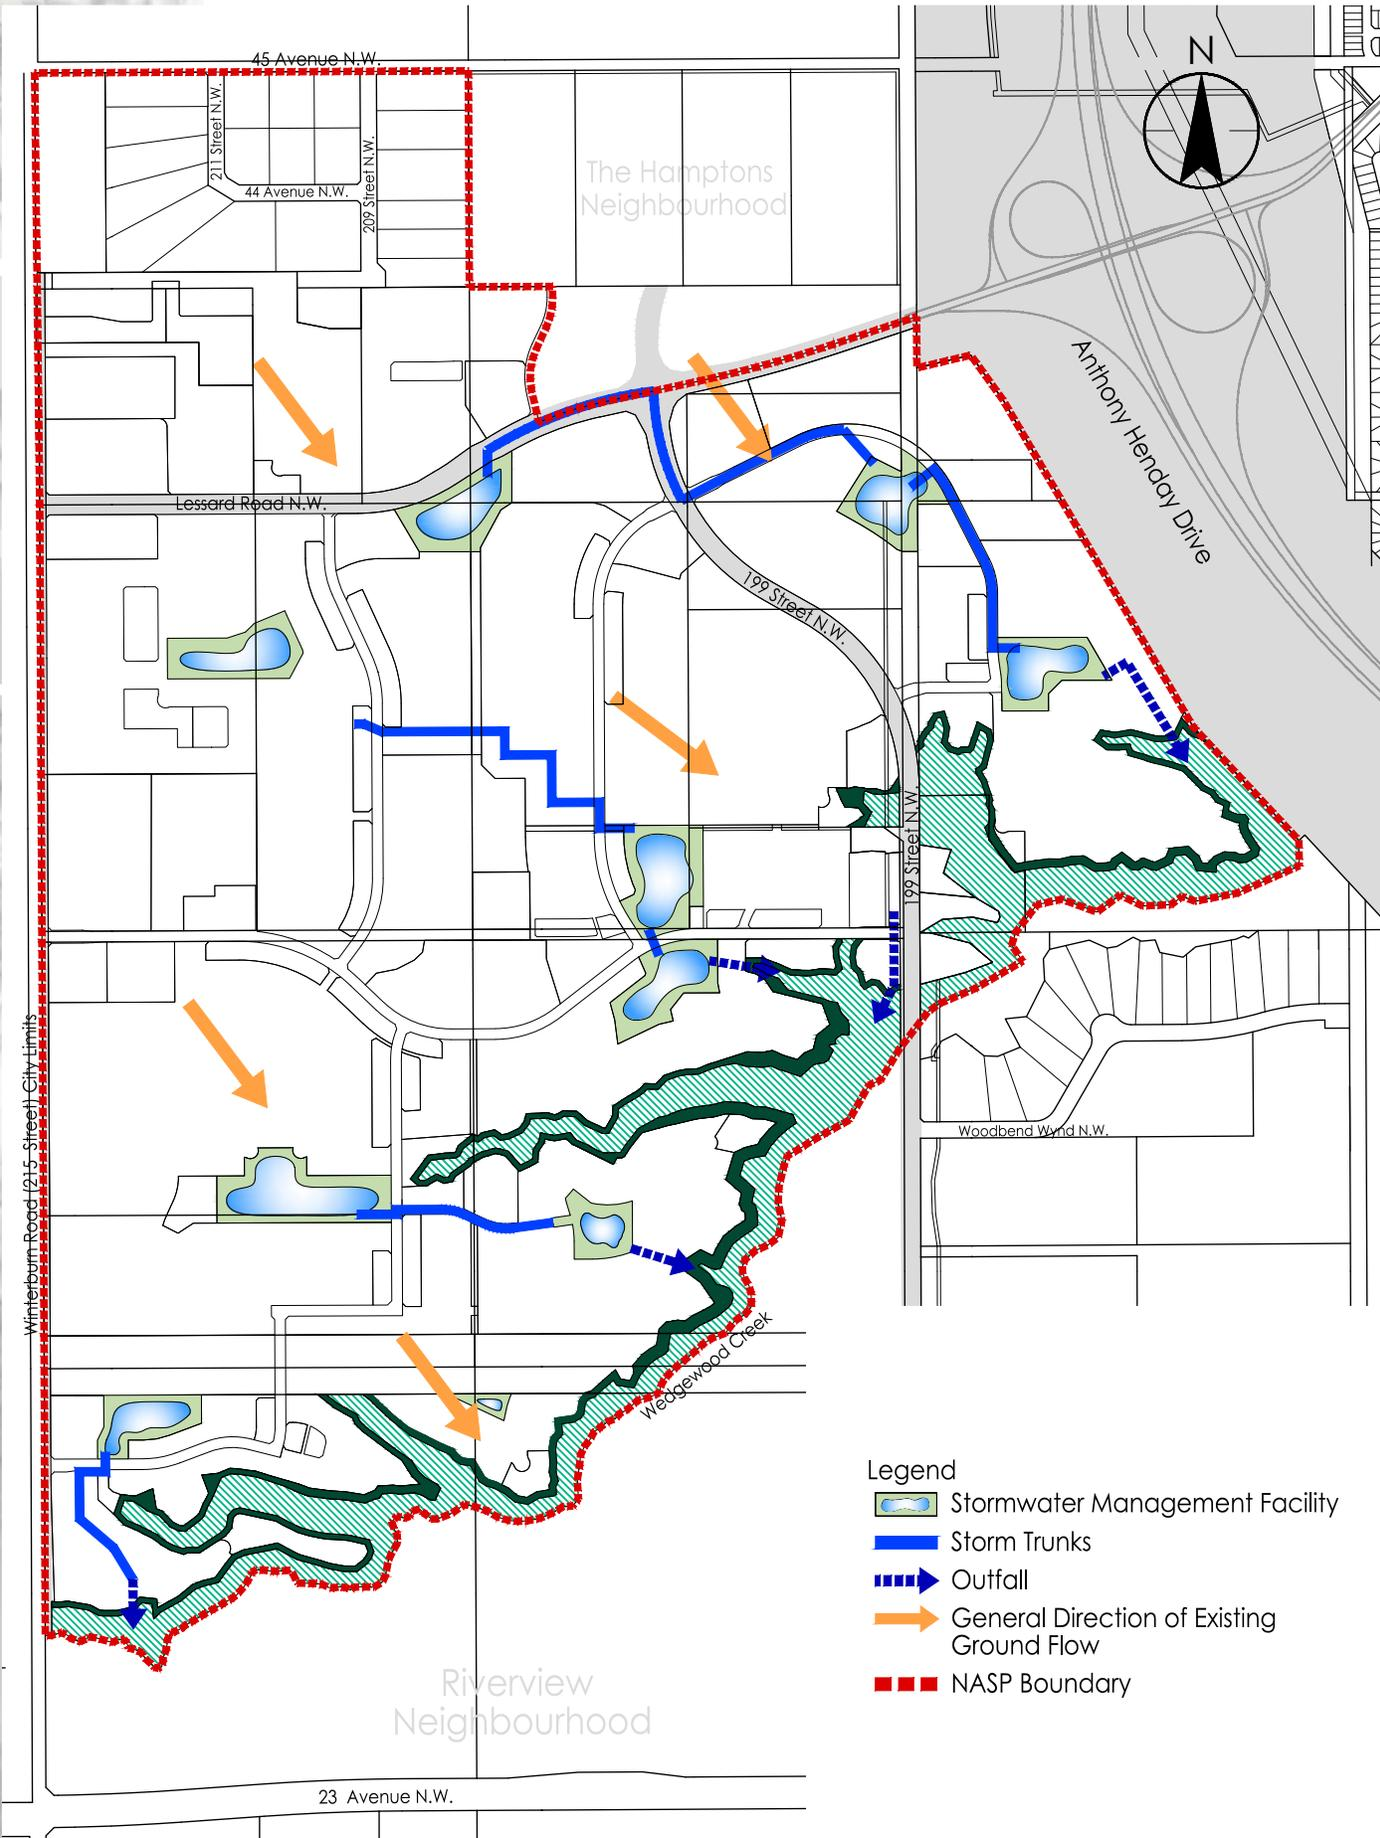 45 Avenue N.W.
N
211 Street N.W.
209 Street N.W.
44 Avenue N.W.
The Hamptons
Neighbourhood
Anthony Henday Drive
Lessard Road N.W.
199 Street N.W.
199 Street N.W.
Winterburn Road (215 Street) City Limits
Woodbend Wynd N.W.
Wedgewood Creek
Legend
Stormwater Management Facility
Storm Trunks
Outfall
General Direction of Existing
Ground Flow
NASP Boundary
Riverview
Neighbourhood
23 Avenue N.W.